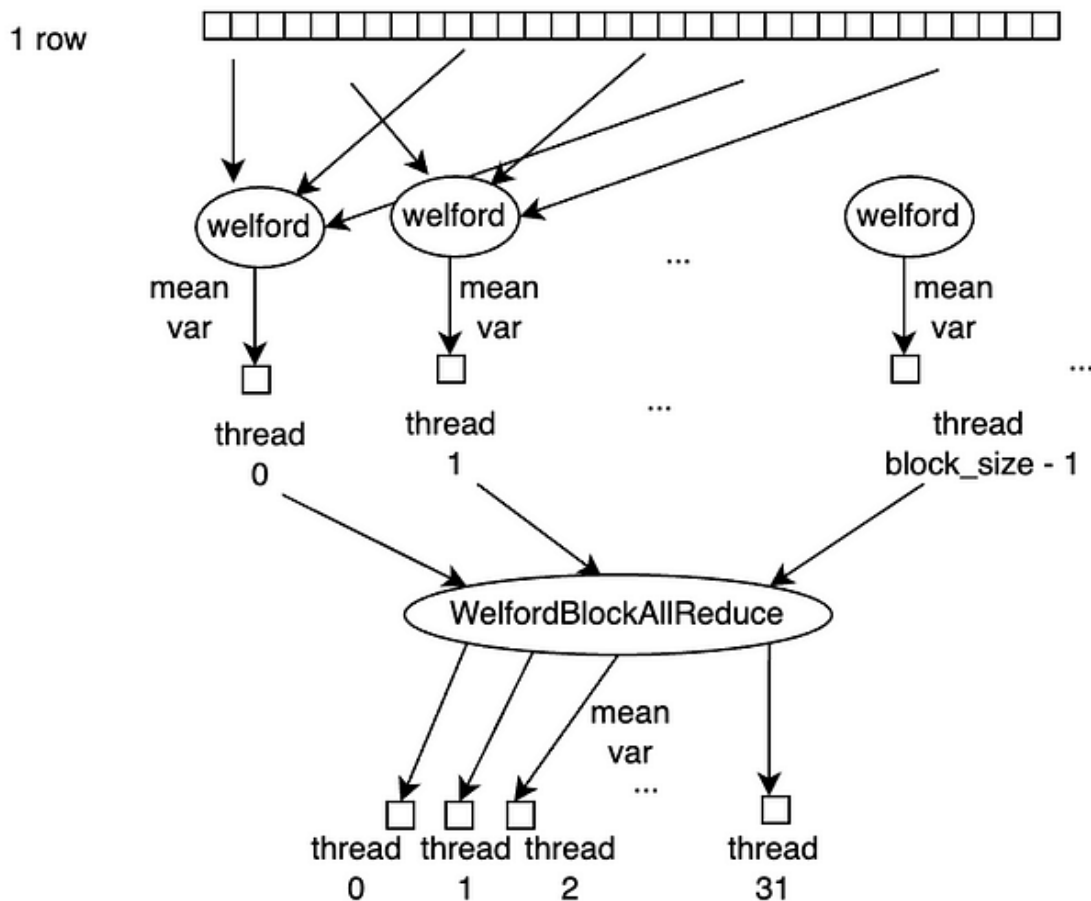 1 row
welford
welford
welford
...
mean
var
mean
var
mean
var
...
...
thread
0
thread
1
thread
block_size - 1
WelfordBlockAllReduce
mean
var
...
thread
0
thread
1
thread
2
thread
31